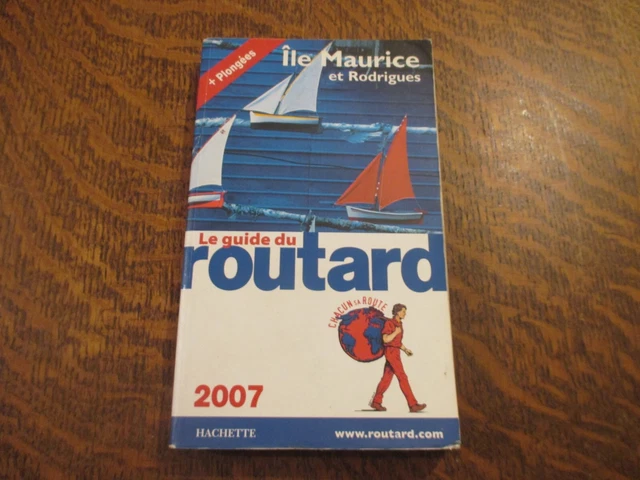 + Plongées
Île Maurice
et Rodrigues
Le guide du
routard
CHACUN SA ROUTE
2007
HACHETTE
www.routard.com